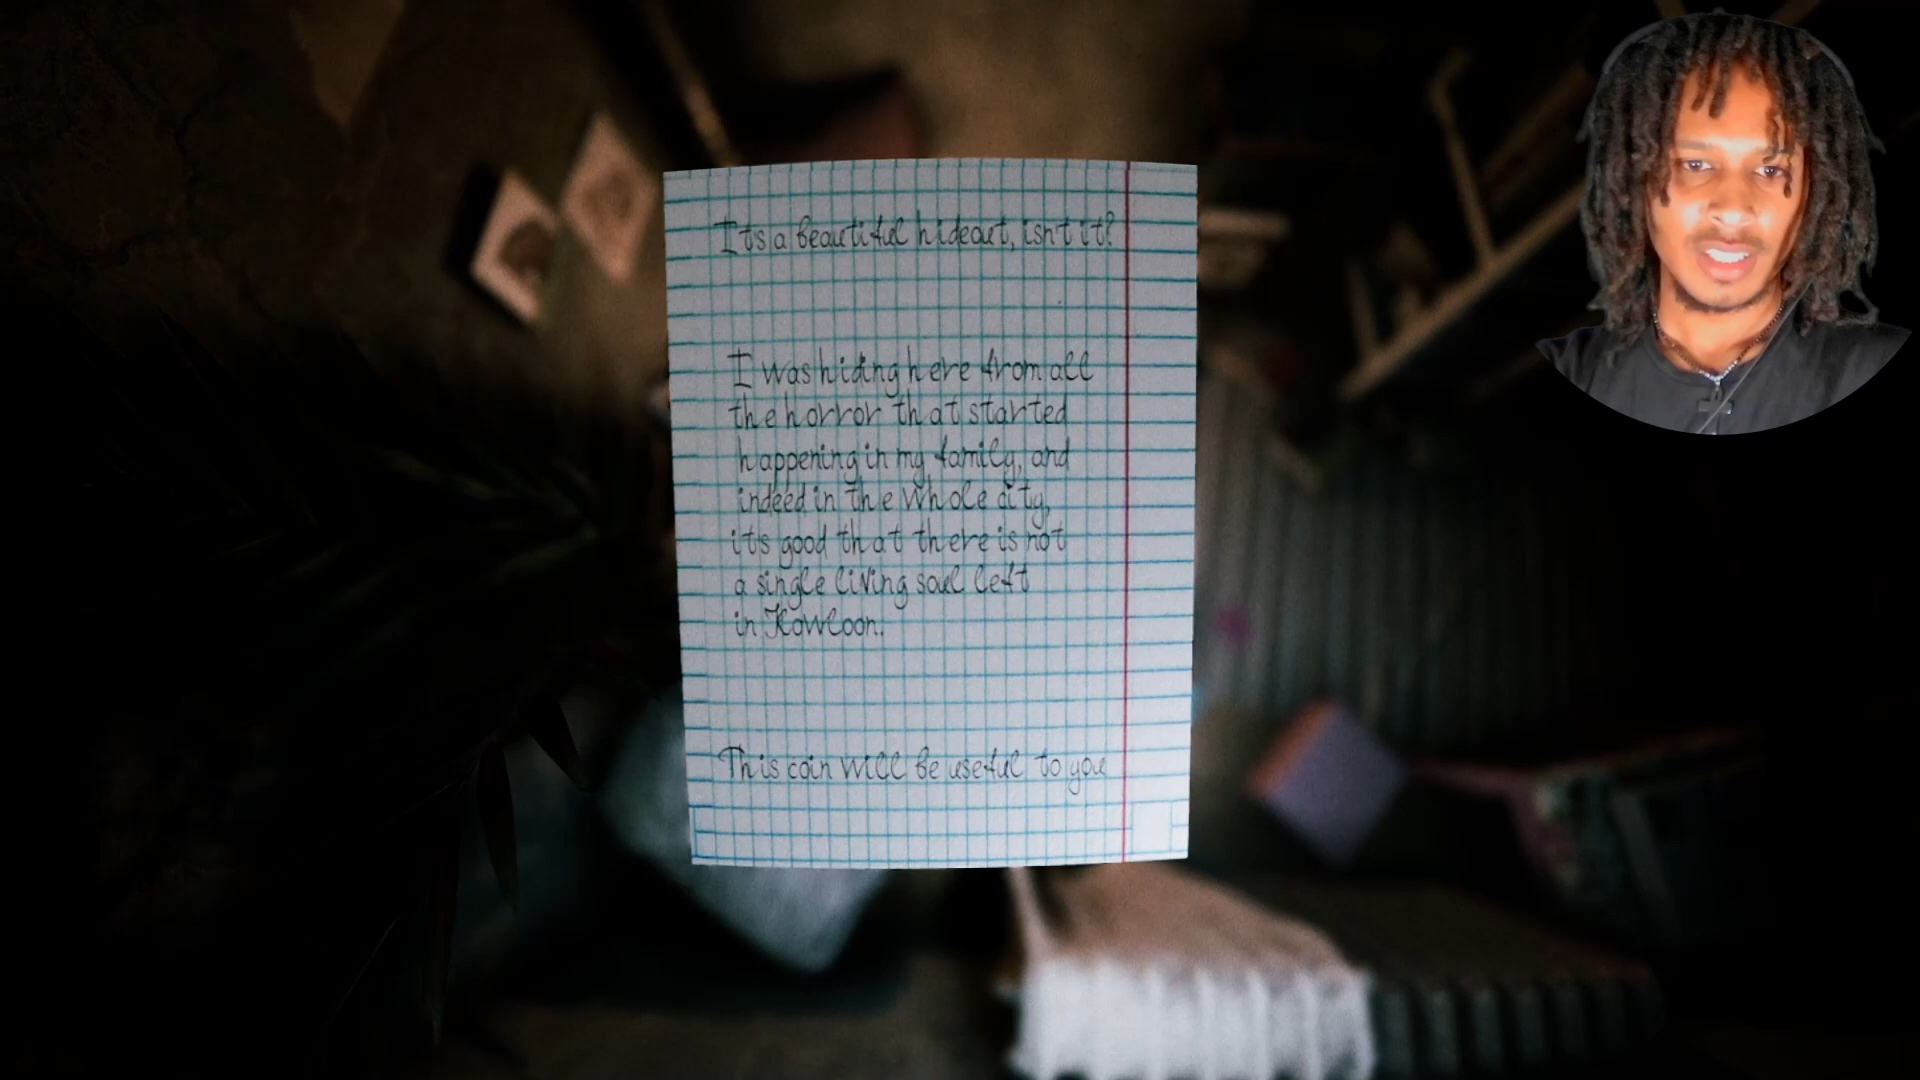 It's a beautiful hideout, isn't it?
I was hiding here from all
the horror that started
happening in my family, and
indeed in the whole city,
it's good that there is not
a single living soul left
in Kowloon.
This coin will be useful to you